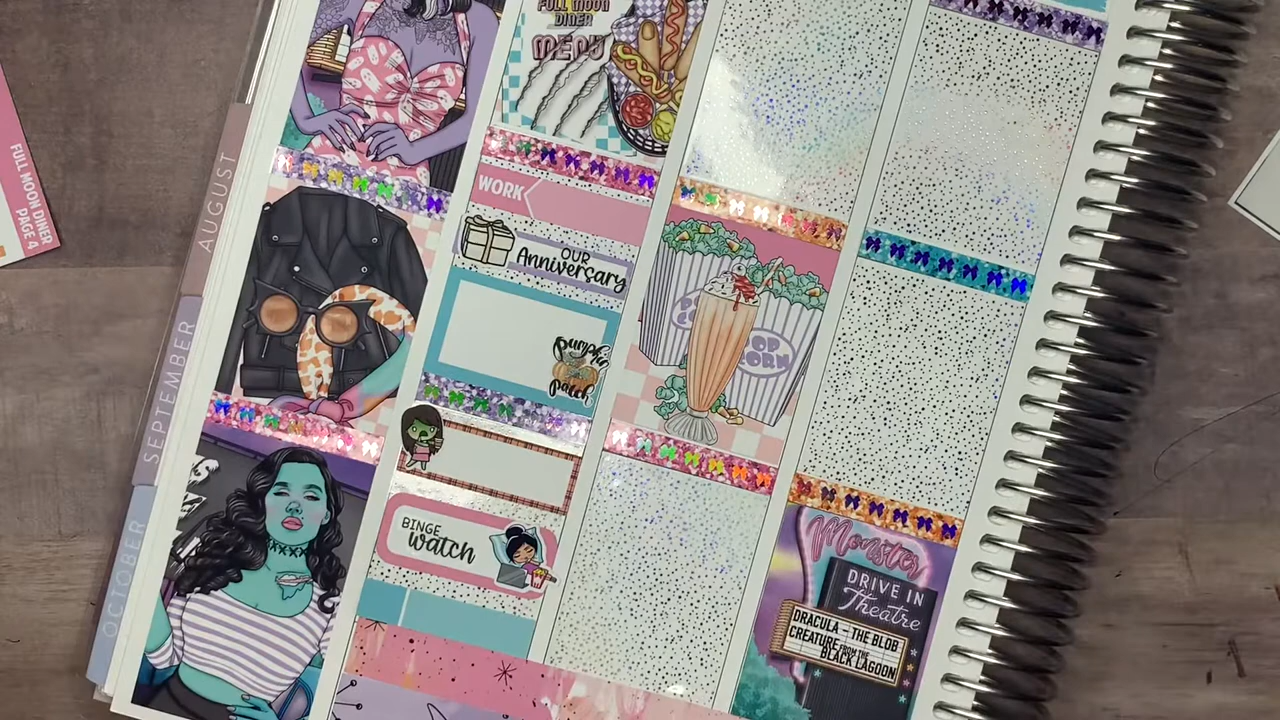 FULL MOON DINER
PAGE 4
AUGUST
SEPTEMBER
OCTOBER
FULL MOON
DINER
MENU
WORK
OUR
Anniversary
Pumpkin
Patch
BINGE
watch
POP
CORN
Monster
DRIVE IN
Theatre
DRACULA - THE BLOB
CREATURE FROM THE
BLACK LAGOON